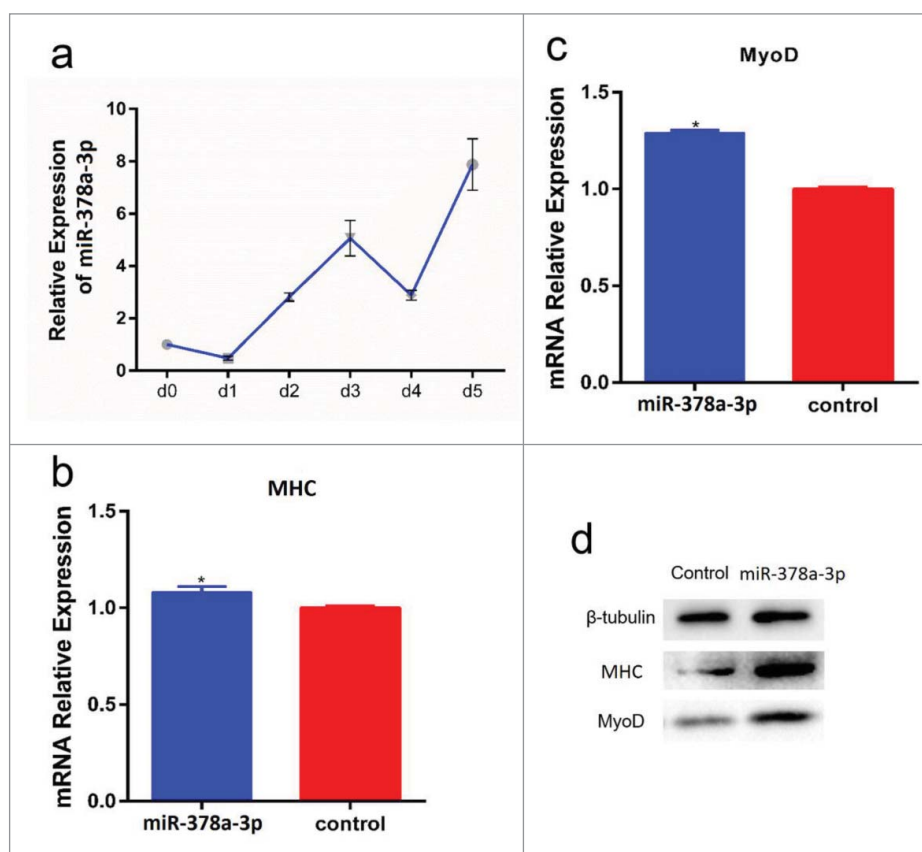 a
Relative Expression
of miR-378a-3p
10
8
6
4
2
0
d0 d1 d2 d3 d4 d5
c
MyoD
mRNA Relative Expression
1.5
*
1.0
0.5
0.0
miR-378a-3p control
b
MHC
mRNA Relative Expression
1.5
*
1.0
0.5
0.0
miR-378a-3p control
d
Control miR-378a-3p
β-tubulin
MHC
MyoD